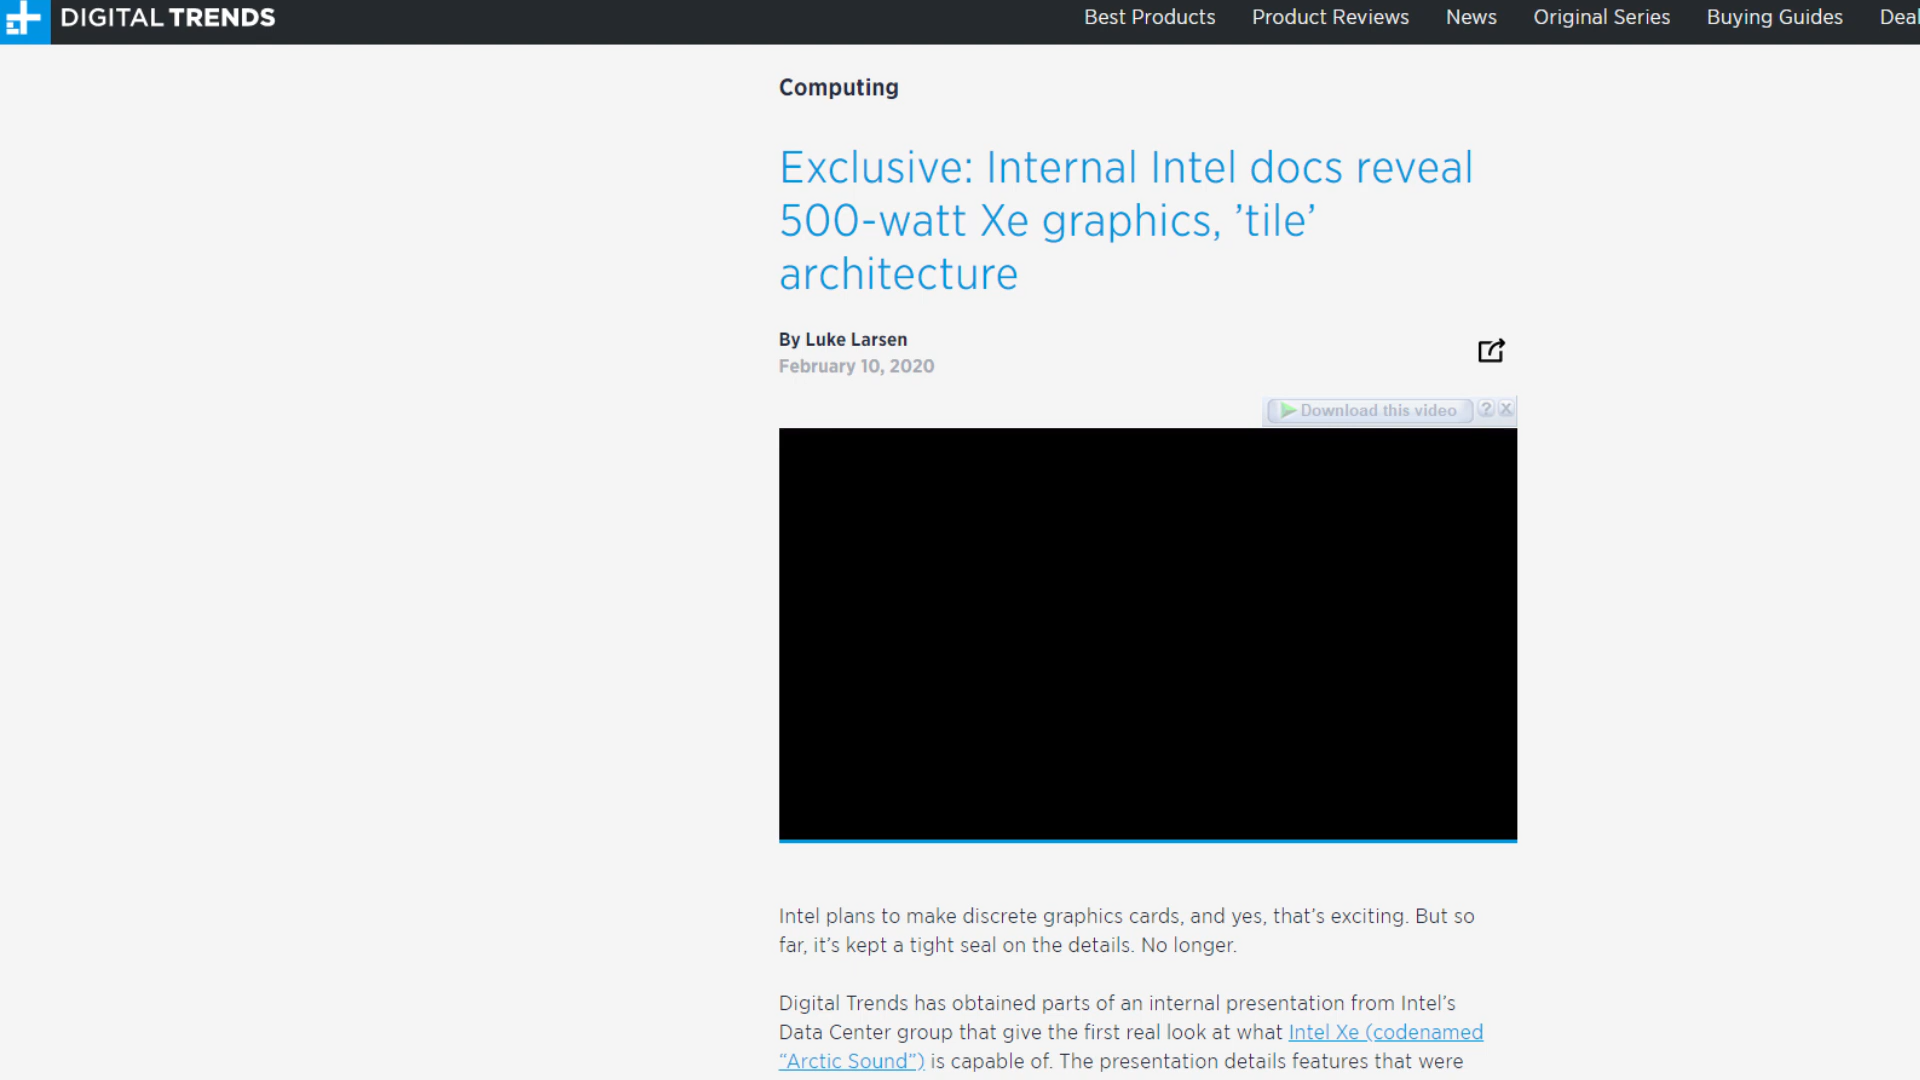 DIGITAL TRENDS
Best Products Product Reviews News Original Series Buying Guides Deal
Computing
Exclusive: Internal Intel docs reveal
500-watt Xe graphics, ’tile’
architecture
By Luke Larsen
February 10, 2020
Download this video ? X
Intel plans to make discrete graphics cards, and yes, that’s exciting. But so
far, it’s kept a tight seal on the details. No longer.
Digital Trends has obtained parts of an internal presentation from Intel’s
Data Center group that give the first real look at what Intel Xe (codenamed
“Arctic Sound”) is capable of. The presentation details features that were